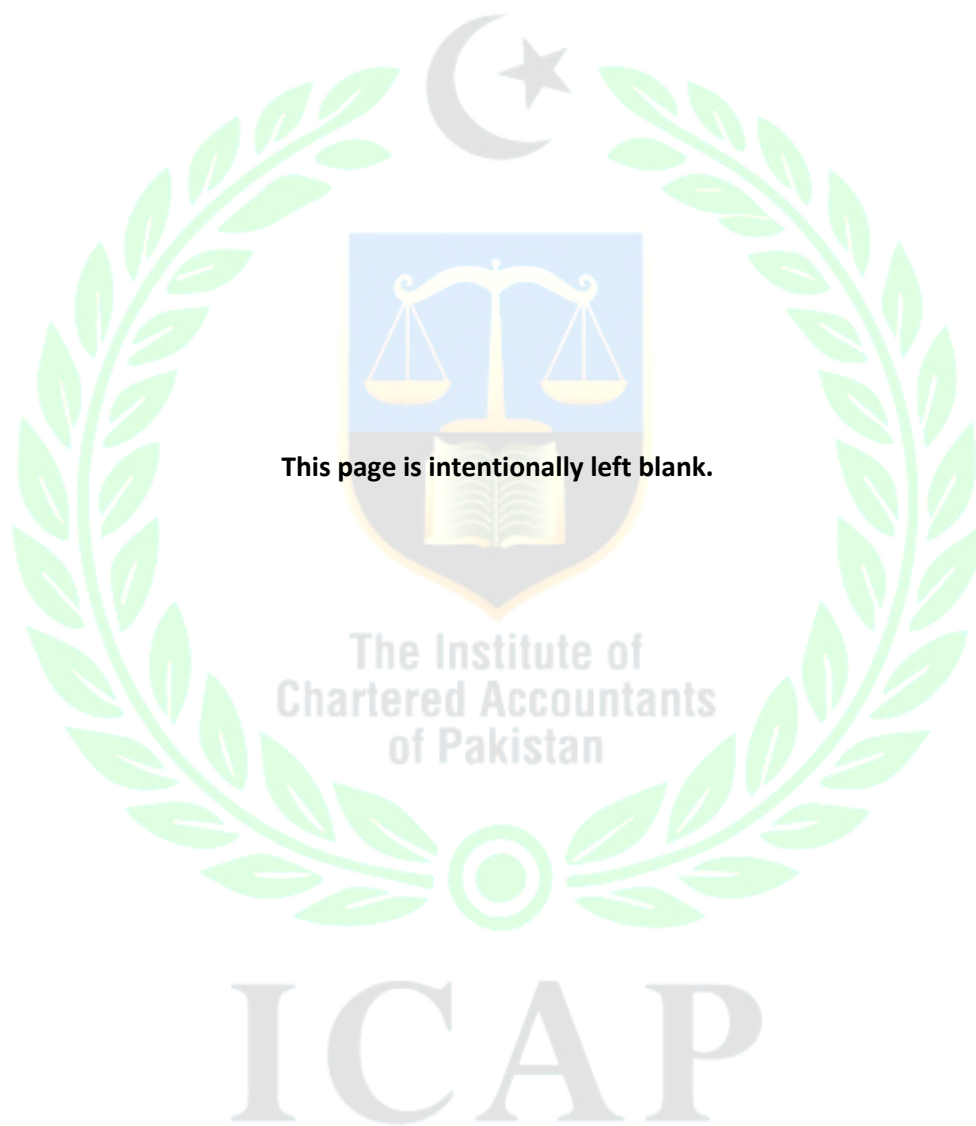 This page is intentionally left blank.
The Institute of
Chartered Accountants
of Pakistan
ICAP